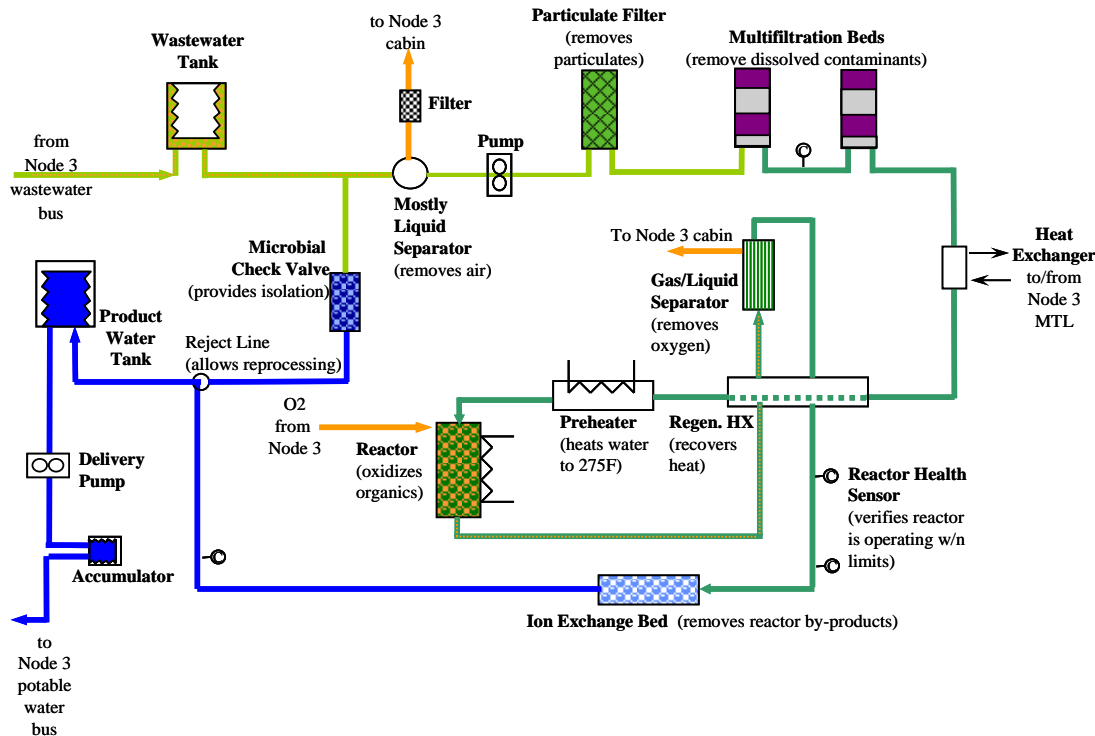 to Node 3
cabin
Wastewater
Tank
Filter
Particulate Filter
(removes
particulates)
Multifiltration Beds
(remove dissolved contaminants)
from
Node 3
wastewater
bus
Pump
Mostly
Liquid
Separator
(removes air)
Microbial
Check Valve
(provides isolation)
To Node 3 cabin
Gas/Liquid
Separator
(removes
oxygen)
Heat
Exchanger
to/from
Node 3
MTL
Product
Water
Tank
Reject Line
(allows reprocessing)
O2
from
Node 3
Reactor
(oxidizes
organics)
Preheater
(heats water
to 275F)
Regen. HX
(recovers
heat)
Delivery
Pump
Reactor Health
Sensor
(verifies reactor
is operating w/n
limits)
Accumulator
Ion Exchange Bed (removes reactor by-products)
to
Node 3
potable
water
bus